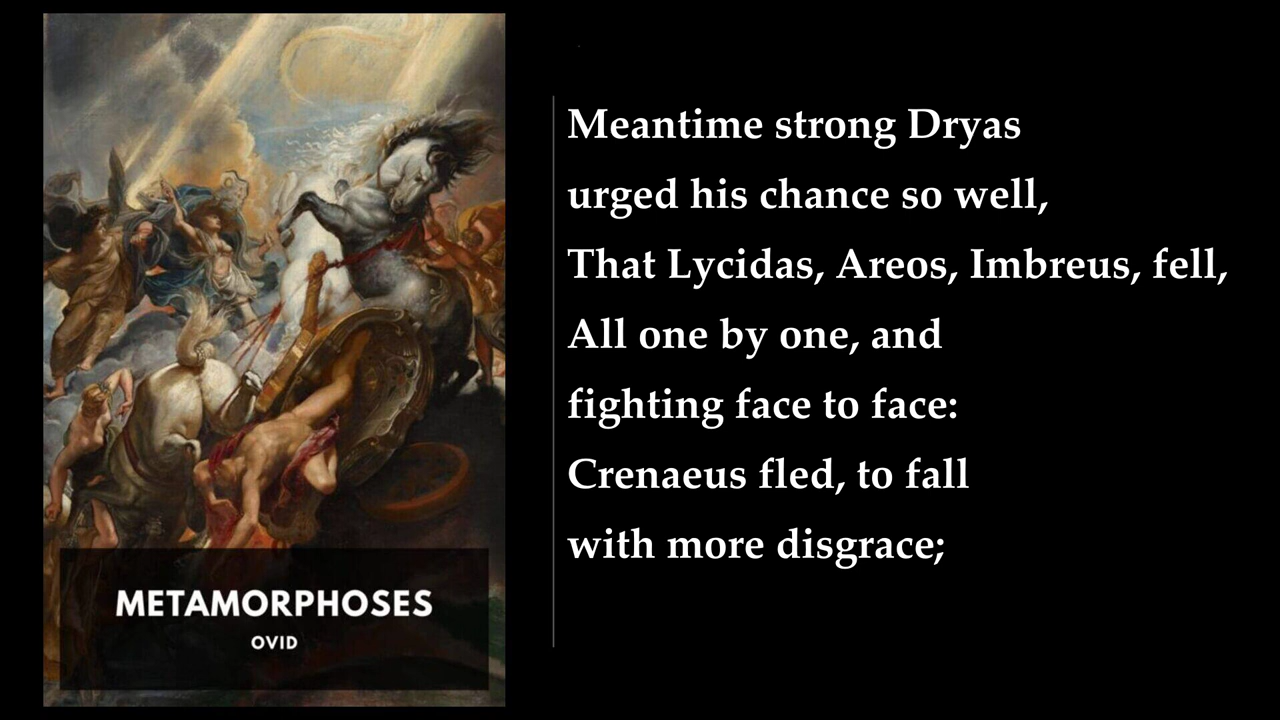 METAMORPHOSES
OVID
Meantime strong Dryas
urged his chance so well,
That Lycidas, Areos, Imbreus, fell,
All one by one, and
fighting face to face:
Crenaeus fled, to fall
with more disgrace;